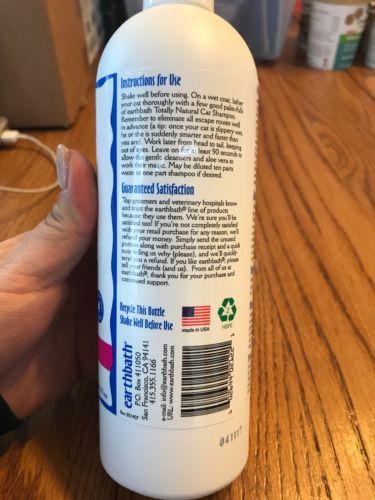 Instructions for Use
Shake well before using. On a wet coat, lather
your cat thoroughly with a few good palm-fulls
of earthbath Totally Natural Cat Shampoo.
Remember to eliminate all escape routes well
in advance (a tip: once your cat is slippery wet,
he or she is suddenly smarter and faster than
you are). Work later from head to tail, keeping
out of eyes. Leave on for at least 90 seconds to
allow the gentle cleansers and aloe vera to
work their magic. May be diluted ten parts
water to one part shampoo if desired.
Guaranteed Satisfaction
Top groomers and veterinary hospitals know
and trust the earthbath® line of products
because they use them. We're sure you'll be
satisfied too! If you're not completely satisfied
with your retail purchase for any reason, we'll
refund your money. Simply send the unused
portion along with purchase receipt and a quick
note telling us why (please), and we'll quickly
send you a refund. If you like earthbath®, please
tell your friends (and us). From all of us at
earthbath®, thank you for your purchase and
continued support.
Recycle This Bottle
Shake Well Before Use
made in USA
2
HDPE
earthbath®
P.O. Box 411050
San Francisco, CA 94141
415.355.1166
e-mail: info@earthbath.com
URL: www.earthbath.com
041117